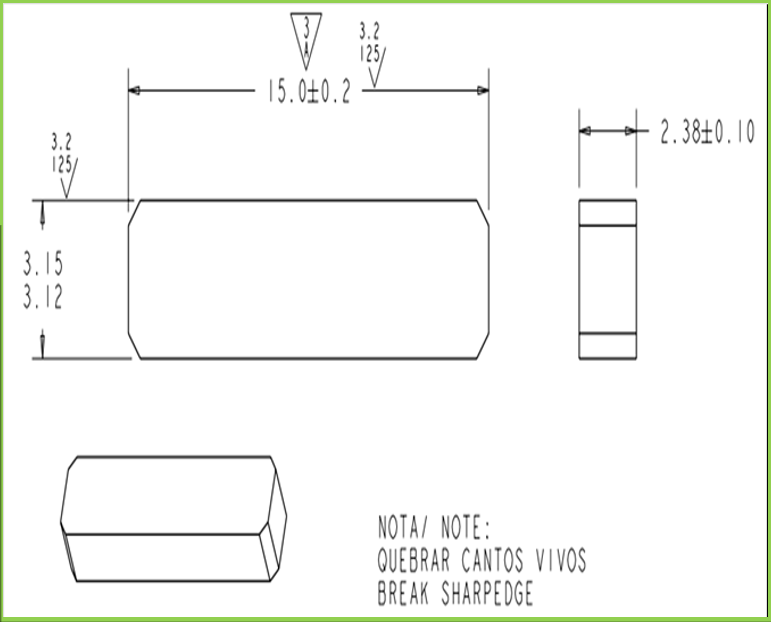 3
A
3.2
125
15.0±0.2
2.38±0.10
3.2
125
3.15
3.12
NOTA/ NOTE:
QUEBRAR CANTOS VIVOS
BREAK SHARPEDGE